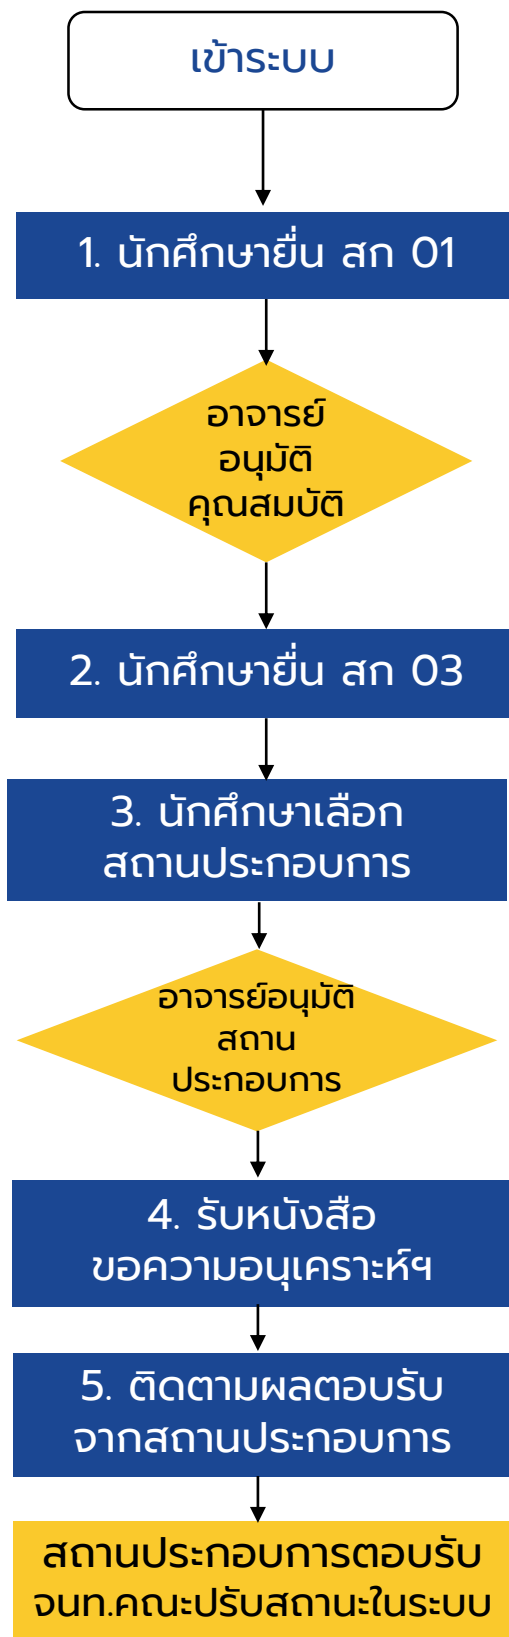 เข้าระบบ
1. นักศึกษายื่น สก 01
อาจารย์
อนุมัติ
คุณสมบัติ
2. นักศึกษายื่น สก 03
3. นักศึกษาเลือก
สถานประกอบการ
อาจารย์อนุมัติ
สถาน
ประกอบการ
4. รับหนังสือ
ขอความอนุเคราะห์ฯ
5. ติดตามผลตอบรับ
จากสถานประกอบการ
สถานประกอบการตอบรับ
จนท.คณะปรับสถานะในระบบ